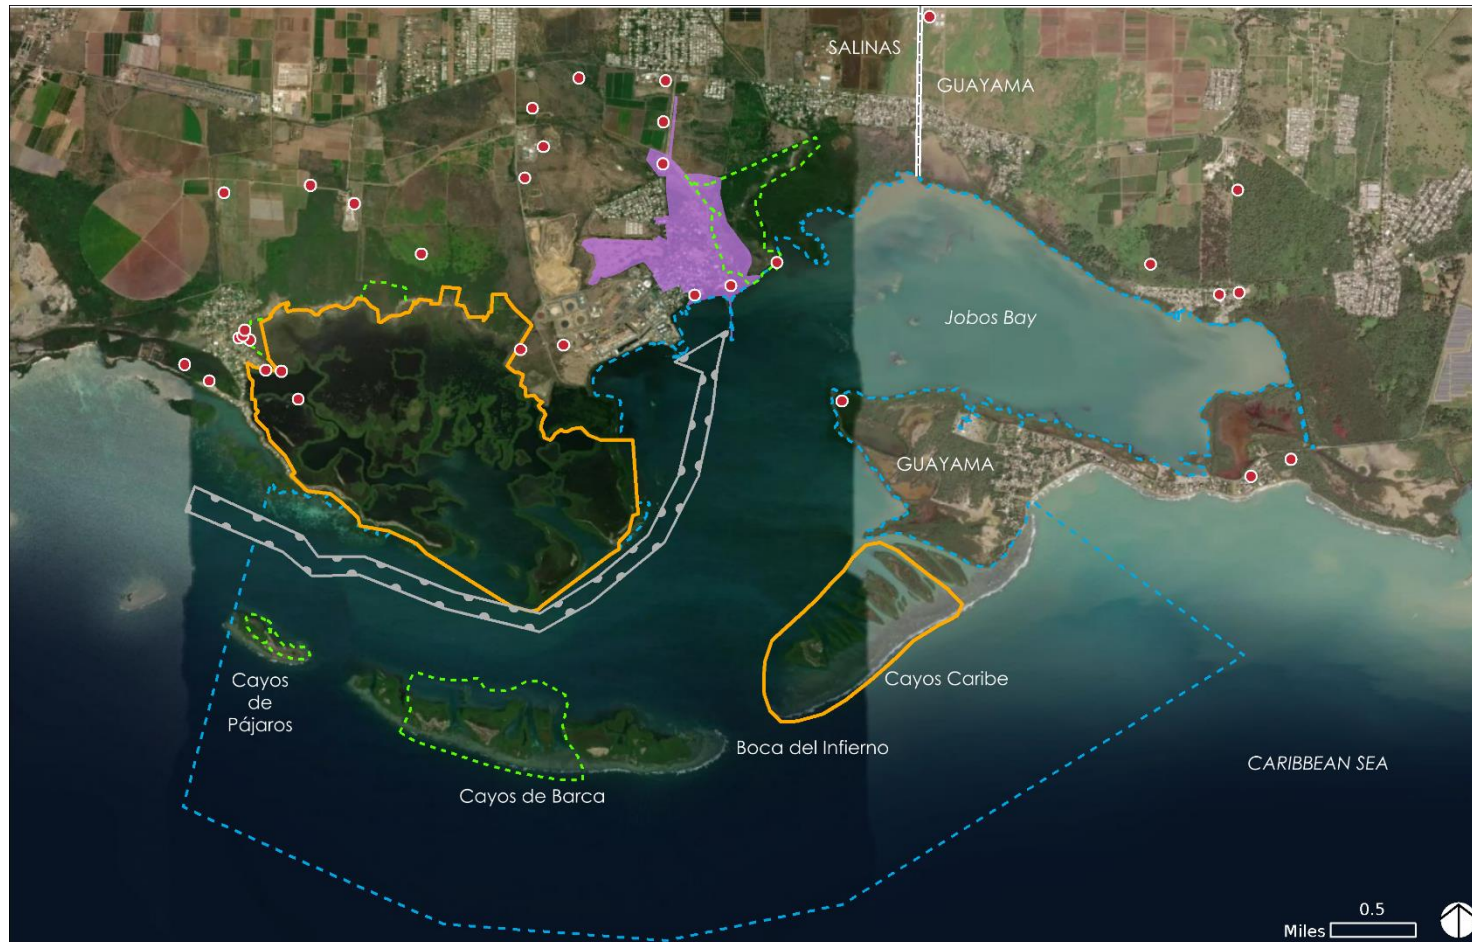 SALINAS
GUAYAMA
Jobos Bay
GUAYAMA
Cayos
de
Pájaros
Cayos Caribe
Boca del Infierno
CARIBBEAN SEA
Cayos de Barca
0.5
Miles